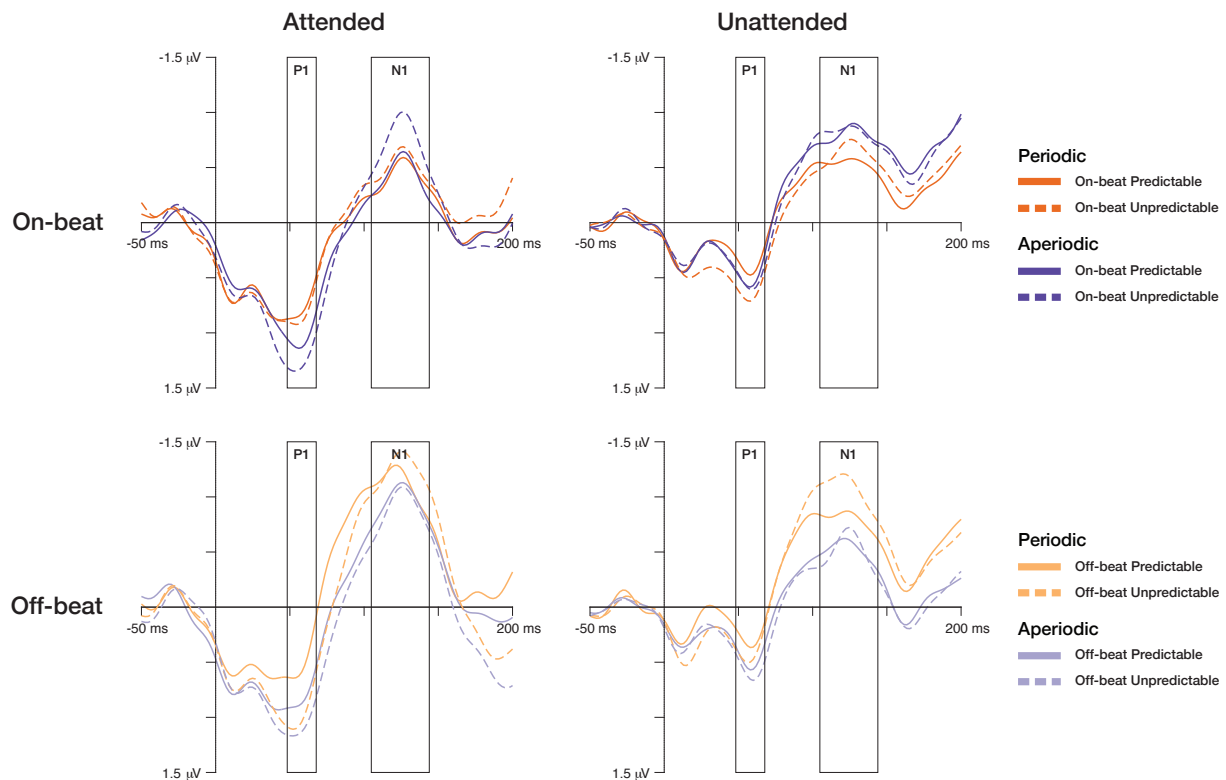 Attended
Unattended
-1.5 μV
P1
N1
-1.5 μV
P1
N1
Periodic
On-beat Predictable
On-beat Unpredictable
On-beat
-50 ms
200 ms
-50 ms
200 ms
Aperiodic
On-beat Predictable
On-beat Unpredictable
1.5 μV
1.5 μV
-1.5 μV
P1
N1
-1.5 μV
P1
N1
Periodic
Off-beat Predictable
Off-beat Unpredictable
Off-beat
-50 ms
200 ms
-50 ms
200 ms
Aperiodic
Off-beat Predictable
Off-beat Unpredictable
1.5 μV
1.5 μV